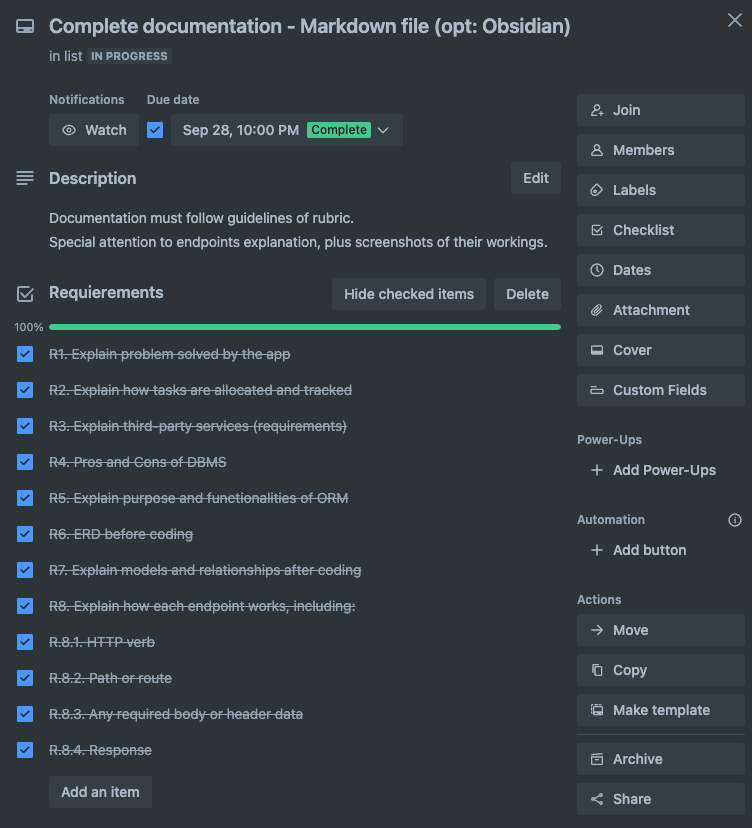 Complete documentation - Markdown file (opt: Obsidian)
in list IN PROGRESS
Notifications
Due date
Watch
Sep 28, 10:00 PM Complete
Description
Edit
Documentation must follow guidelines of rubric.
Special attention to endpoints explanation, plus screenshots of their workings.
Requierements
Hide checked items
Delete
100%
R1. Explain problem solved by the app
R2. Explain how tasks are allocated and tracked
R3. Explain third-party services (requirements)
R4. Pros and Cons of DBMS
R5. Explain purpose and functionalities of ORM
R6. ERD before coding
R7. Explain models and relationships after coding
R8. Explain how each endpoint works, including:
R.8.1. HTTP verb
R.8.2. Path or route
R.8.3. Any required body or header data
R.8.4. Response
Add an item
Join
Members
Labels
Checklist
Dates
Attachment
Cover
Custom Fields
Power-Ups
Add Power-Ups
Automation
Add button
Actions
Move
Copy
Make template
Archive
Share